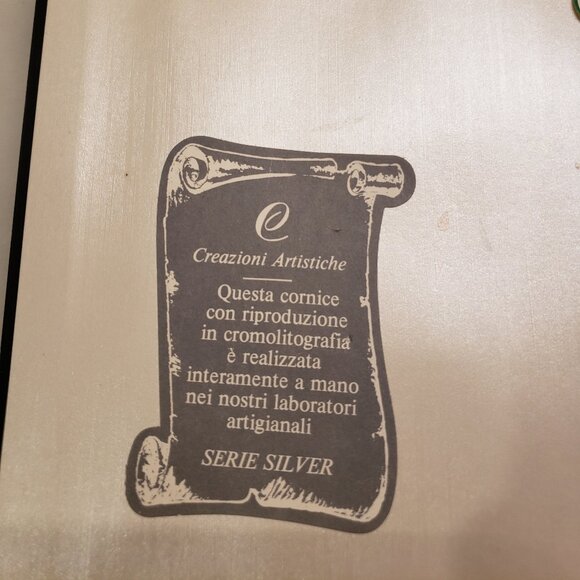 Creazioni Artistiche
Questa cornice
con riproduzione
in cromolitografia
è realizzata
interamente a mano
nei nostri laboratori
artigianali
SERIE SILVER